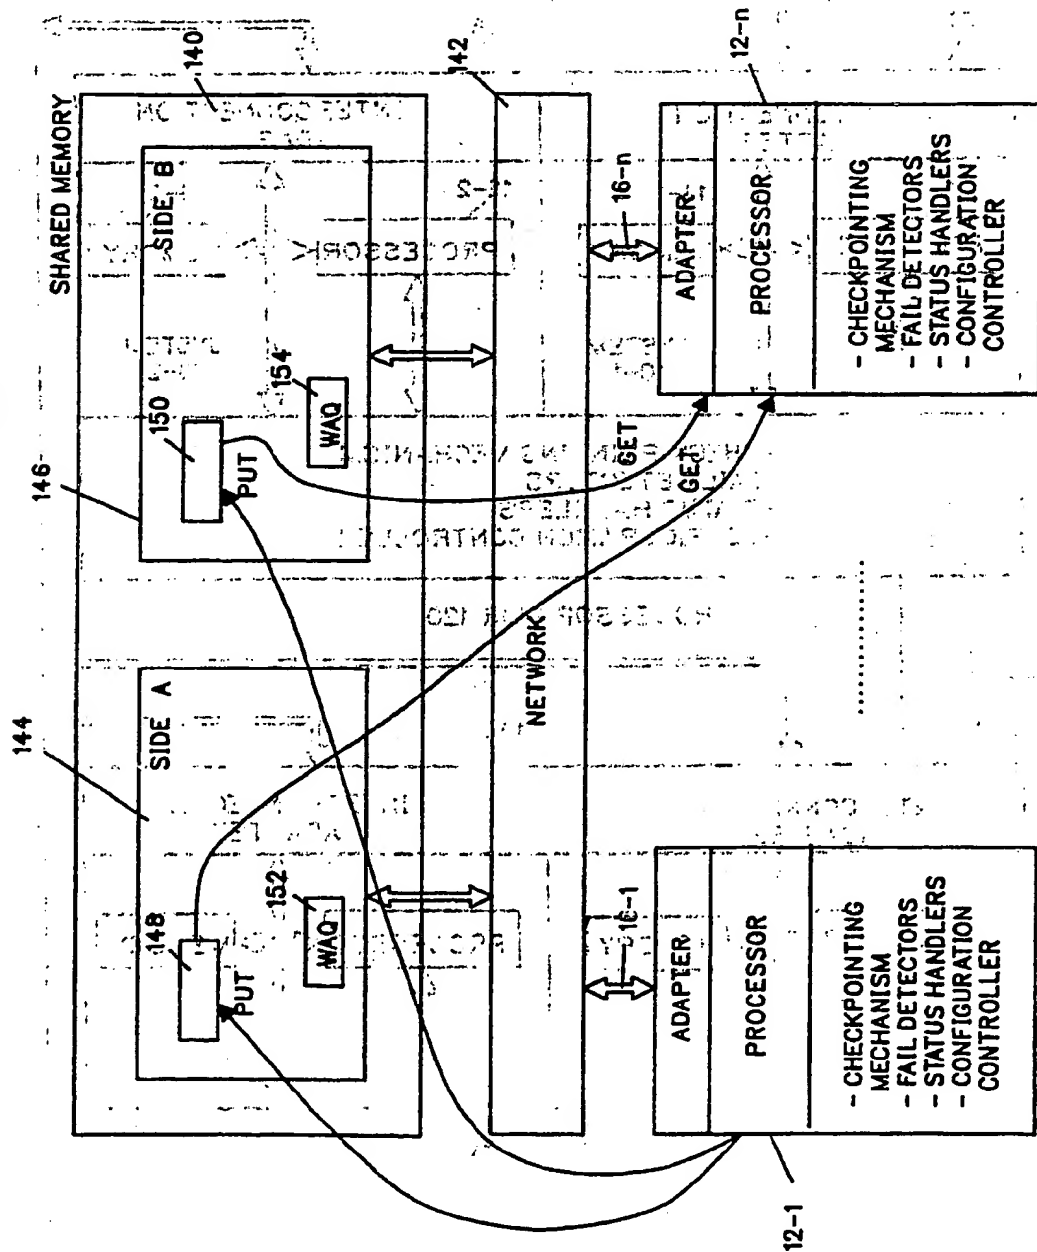 SHARED MEMORY
140
144
SIDE A
148
PUT
152
WAQ
146
SIDE B
150
PUT
154
WAQ
142
NETWORK
GET
GET
16-1
16-n
12-1
ADAPTER
PROCESSOR
- CHECKPOINTING
MECHANISM
- FAIL DETECTORS
- STATUS HANDLERS
- CONFIGURATION
CONTROLLER
12-n
ADAPTER
PROCESSOR
- CHECKPOINTING
MECHANISM
- FAIL DETECTORS
- STATUS HANDLERS
- CONFIGURATION
CONTROLLER